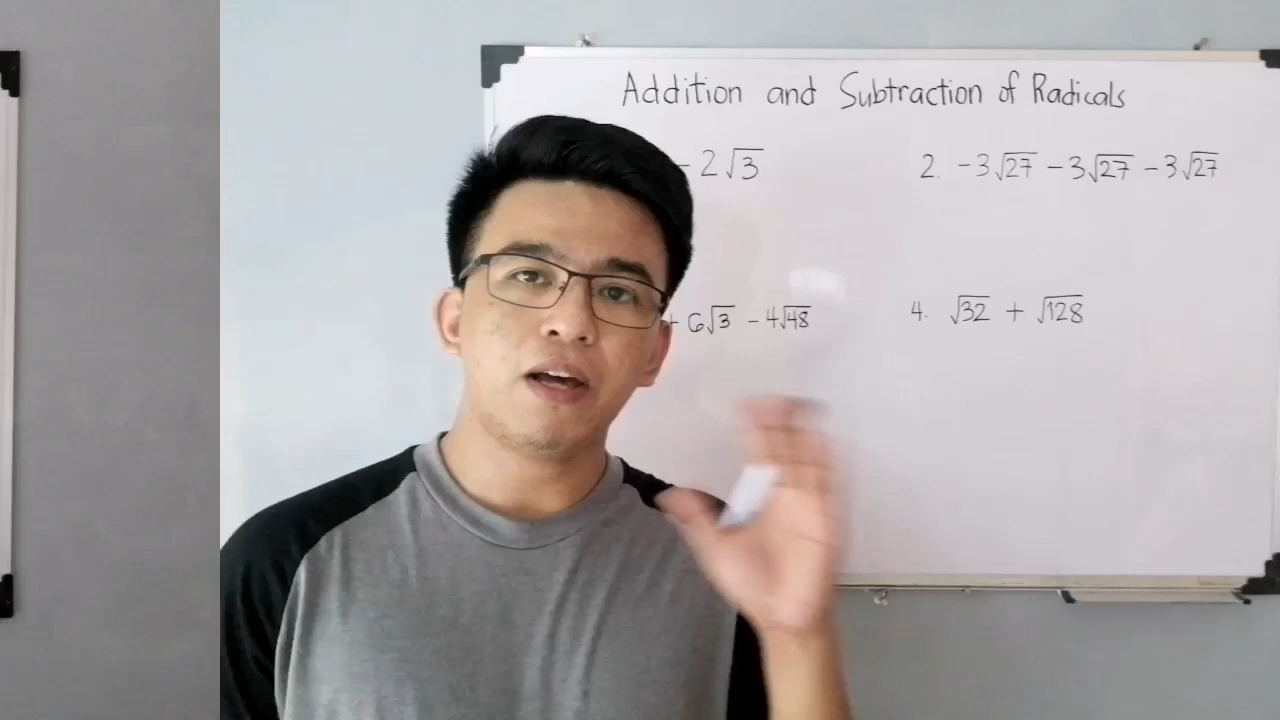 Addition and Subtraction of Radicals
- 2√3
2. -3√27 - 3√27 - 3√27
+ 6√3 - 4√48
4. √32 + √128